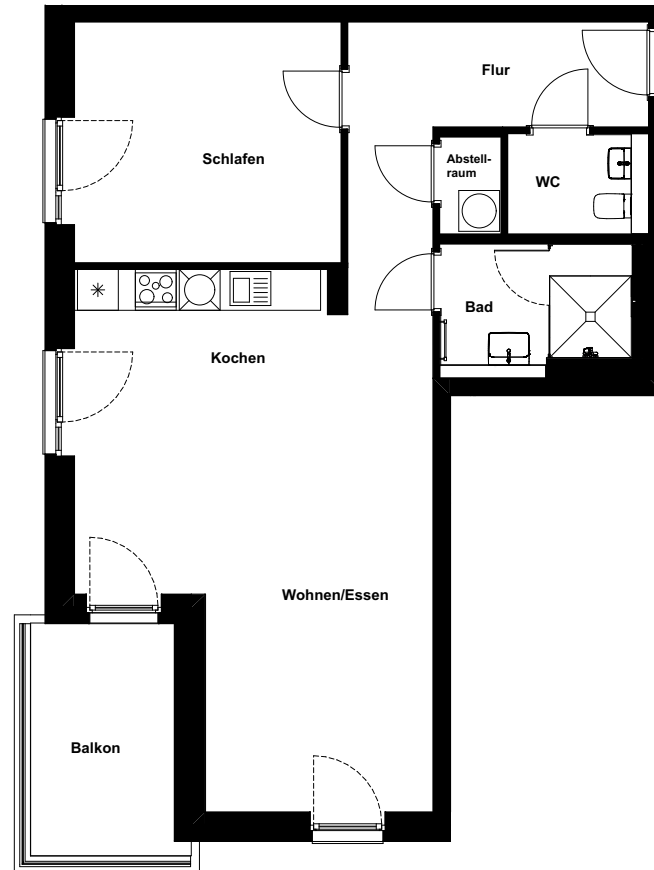 Flur
Schlafen
Abstell-
raum
WC
Bad
Kochen
Wohnen/Essen
Balkon